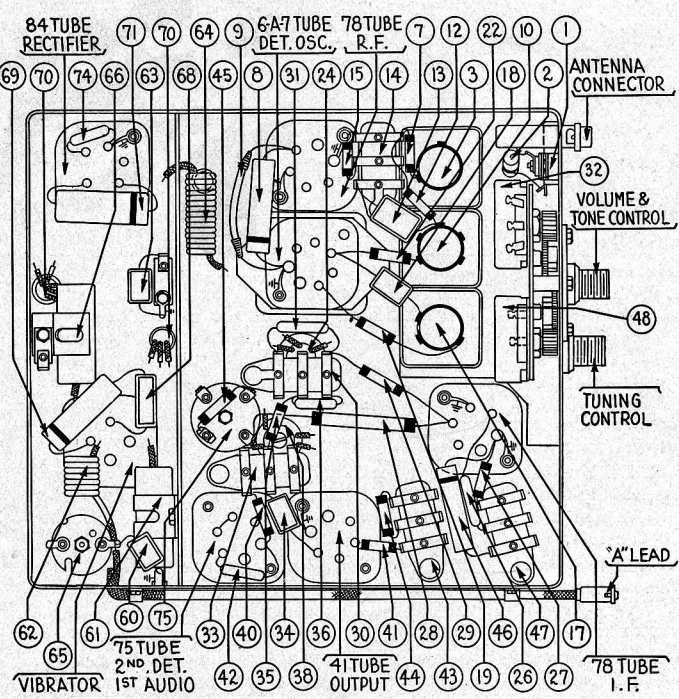 84 TUBE
RECTIFIER
71
70
64
9
6-A-7 TUBE
DET. OSC.
78 TUBE
R.F.
7
12
22
10
1
69
70
74
66
63
68
45
8
31
24
15
14
13
3
18
2
ANTENNA
CONNECTOR
32
VOLUME &
TONE CONTROL
48
TUNING
CONTROL
"A" LEAD
62
65
61
60
75
33
40
34
36
30
41
28
29
46
47
17
42
35
38
44
43
19
26
27
VIBRATOR
75 TUBE
2ND. DET.
1ST AUDIO
41 TUBE
OUTPUT
78 TUBE
I.F.